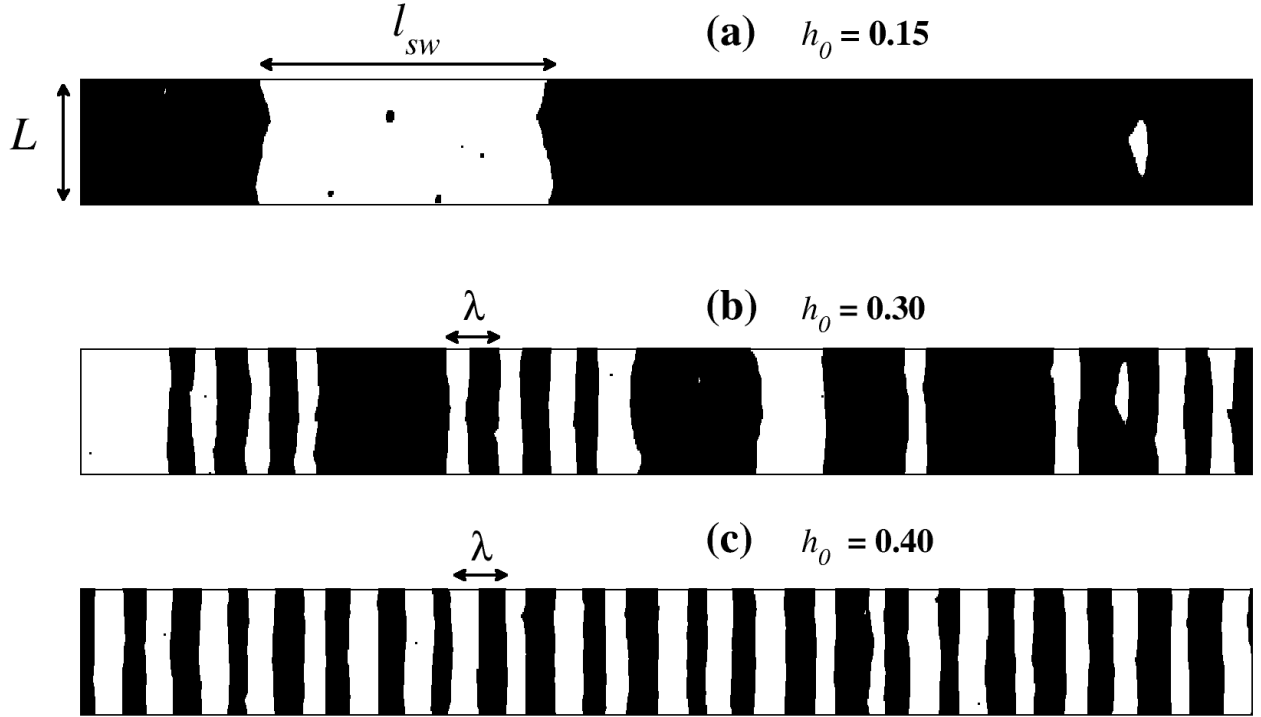 l_sw
(a) h_0 = 0.15
L
λ
(b) h_0 = 0.30
λ
(c) h_0 = 0.40